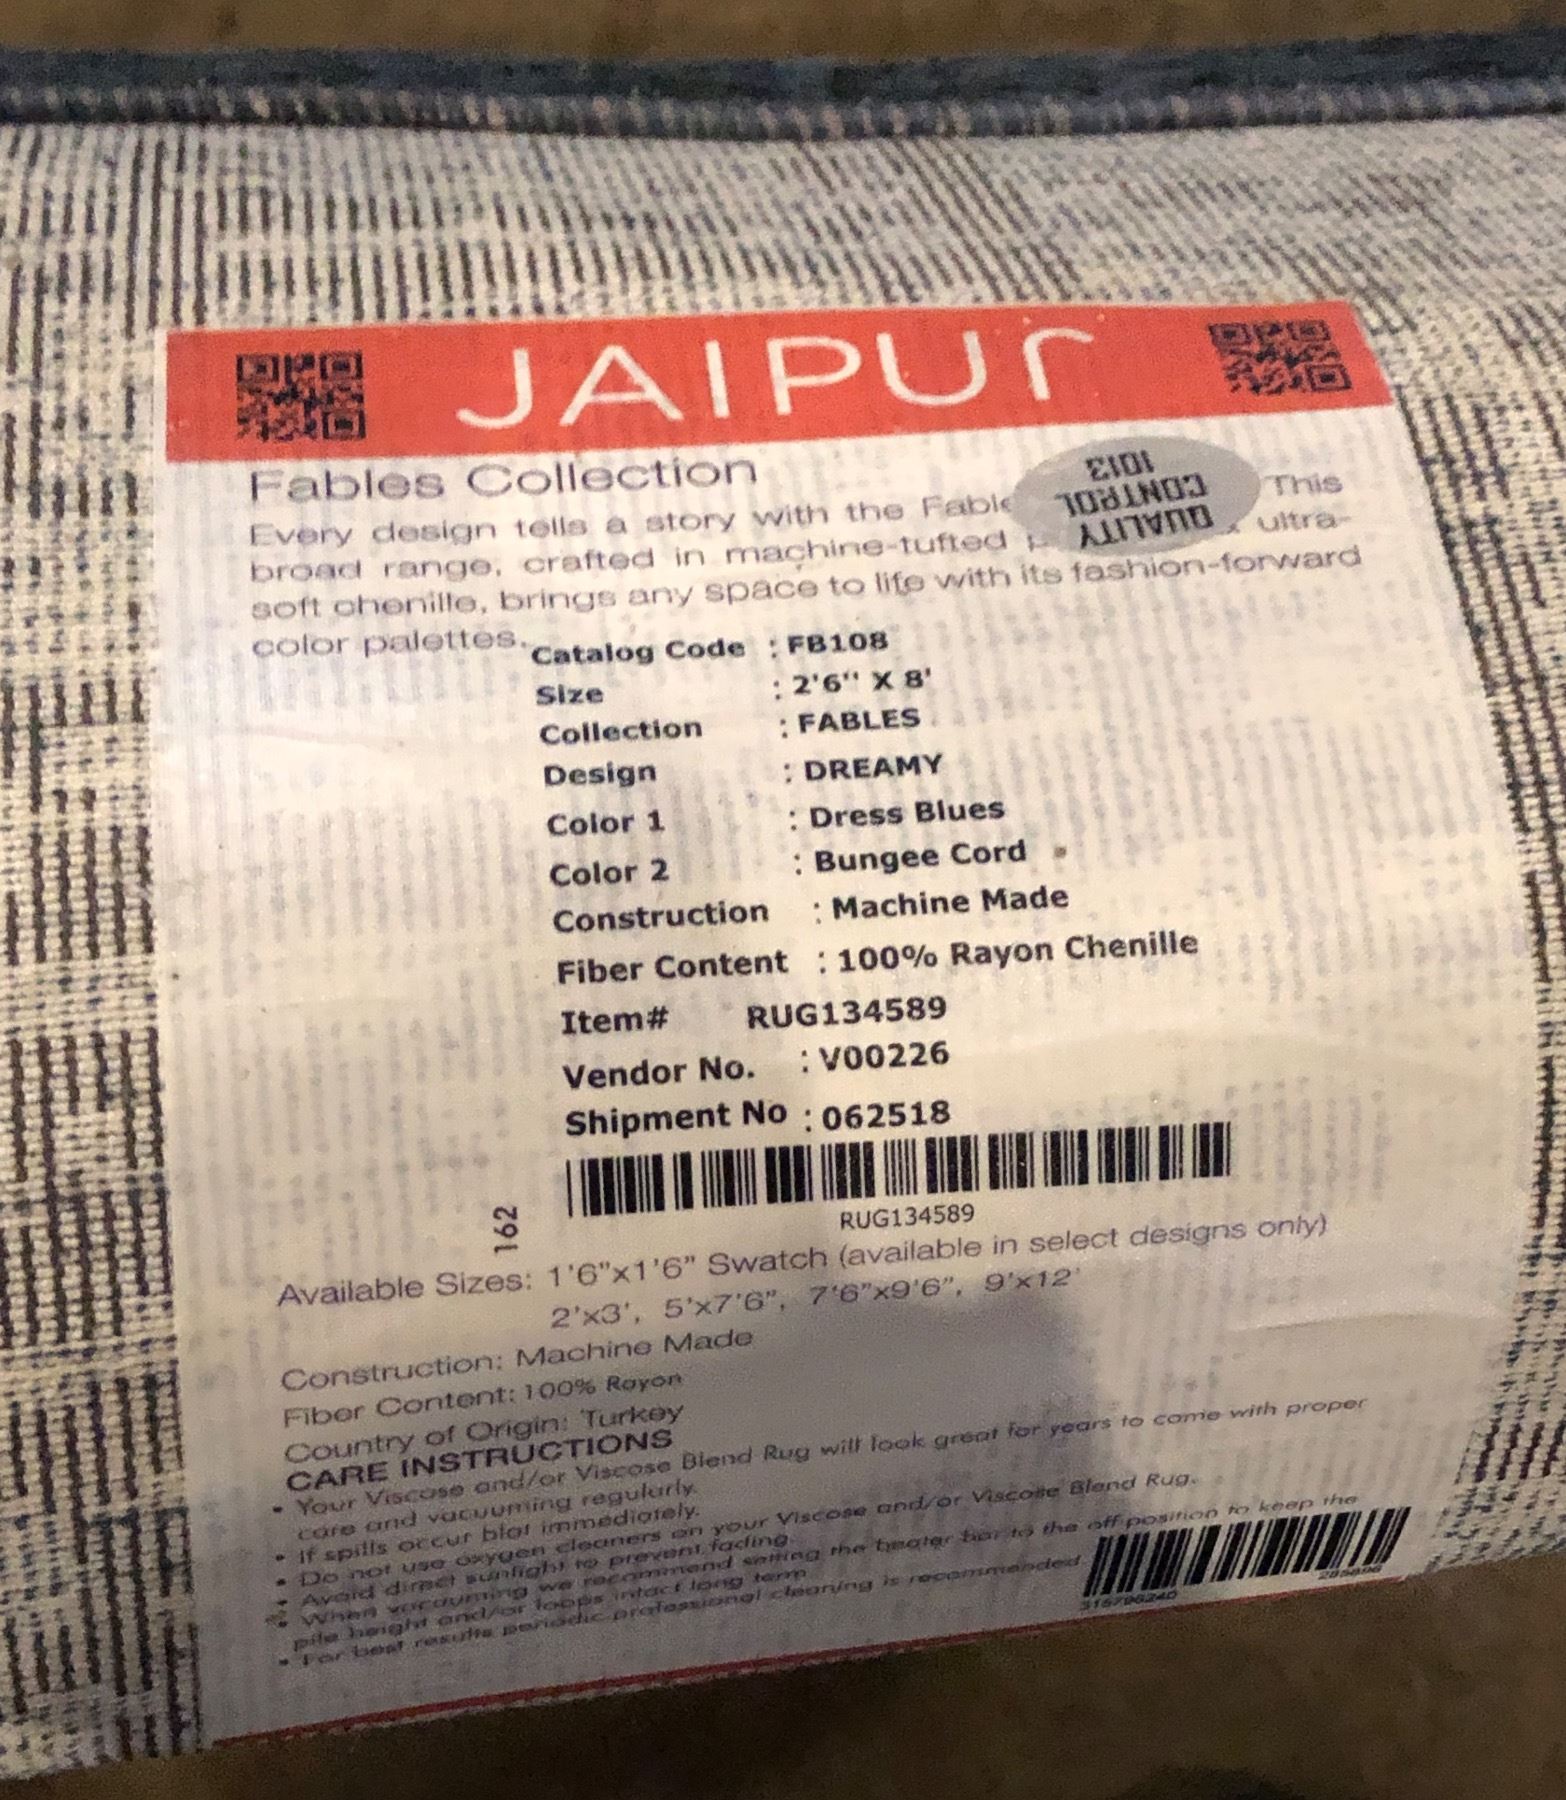 JAIPUr
Fables Collection
QUALITY
CONTROL
1013
Every design tells a story with the Fable This
broad range, crafted in machine-tufted ultra-
soft chenille, brings any space to life with its fashion-forward
color palettes.
Catalog Code : FB108
Size : 2'6'' X 8'
Collection : FABLES
Design : DREAMY
Color 1 : Dress Blues
Color 2 : Bungee Cord
Construction : Machine Made
Fiber Content : 100% Rayon Chenille
Item# RUG134589
Vendor No. : V00226
Shipment No : 062518
RUG134589
162
Available Sizes: 1'6"x1'6" Swatch (available in select designs only)
2'x3', 5'x7'6", 7'6"x9'6", 9'x12'
Construction: Machine Made
Fiber Content: 100% Rayon
Country of Origin: Turkey
CARE INSTRUCTIONS
• Your Viscose and/or Viscose Blend Rug will look great for years to come with proper
care and vacuuming regularly.
• If spills occur blot immediately.
• Do not use oxygen cleaners on your Viscose and/or Viscose Blend Rug.
• Avoid direct sunlight to prevent fading.
• When vacuuming we recommend setting the beater bar to the off position to keep the
pile height and/or loops intact long term
• For best results periodic professional cleaning is recommended